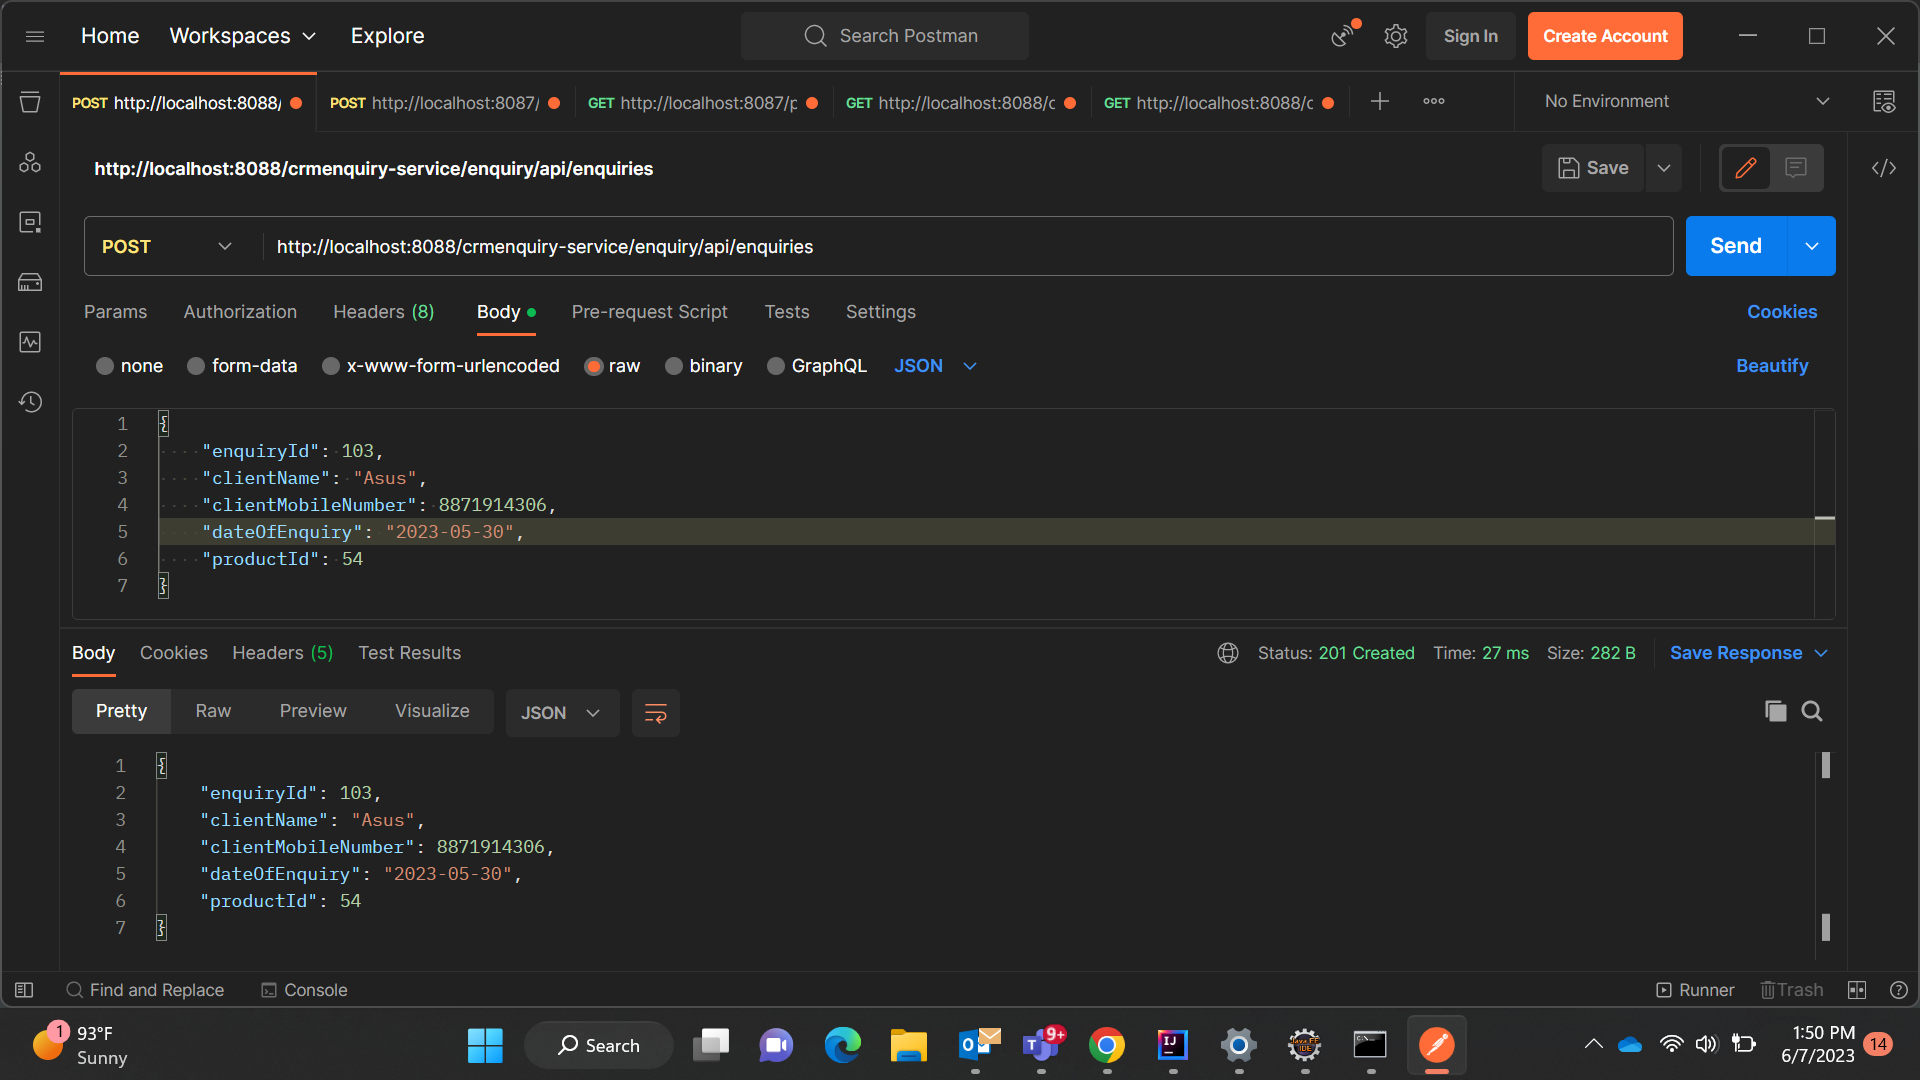 Home Workspaces Explore Search Postman Sign In Create Account
POST http://localhost:8088/ POST http://localhost:8087/ GET http://localhost:8087/p GET http://localhost:8088/c GET http://localhost:8088/c No Environment
http://localhost:8088/crmenquiry-service/enquiry/api/enquiries Save
POST http://localhost:8088/crmenquiry-service/enquiry/api/enquiries Send
Params Authorization Headers (8) Body Pre-request Script Tests Settings Cookies
none form-data x-www-form-urlencoded raw binary GraphQL JSON Beautify
1 {
2 "enquiryId": 103,
3 "clientName": "Asus",
4 "clientMobileNumber": 8871914306,
5 "dateOfEnquiry": "2023-05-30",
6 "productId": 54
7 }
Body Cookies Headers (5) Test Results Status: 201 Created Time: 27 ms Size: 282 B Save Response
Pretty Raw Preview Visualize JSON
1 {
2 "enquiryId": 103,
3 "clientName": "Asus",
4 "clientMobileNumber": 8871914306,
5 "dateOfEnquiry": "2023-05-30",
6 "productId": 54
7 }
Find and Replace Console Runner Trash
1 93°F
Sunny
Search
9+
1:50 PM
6/7/2023
14